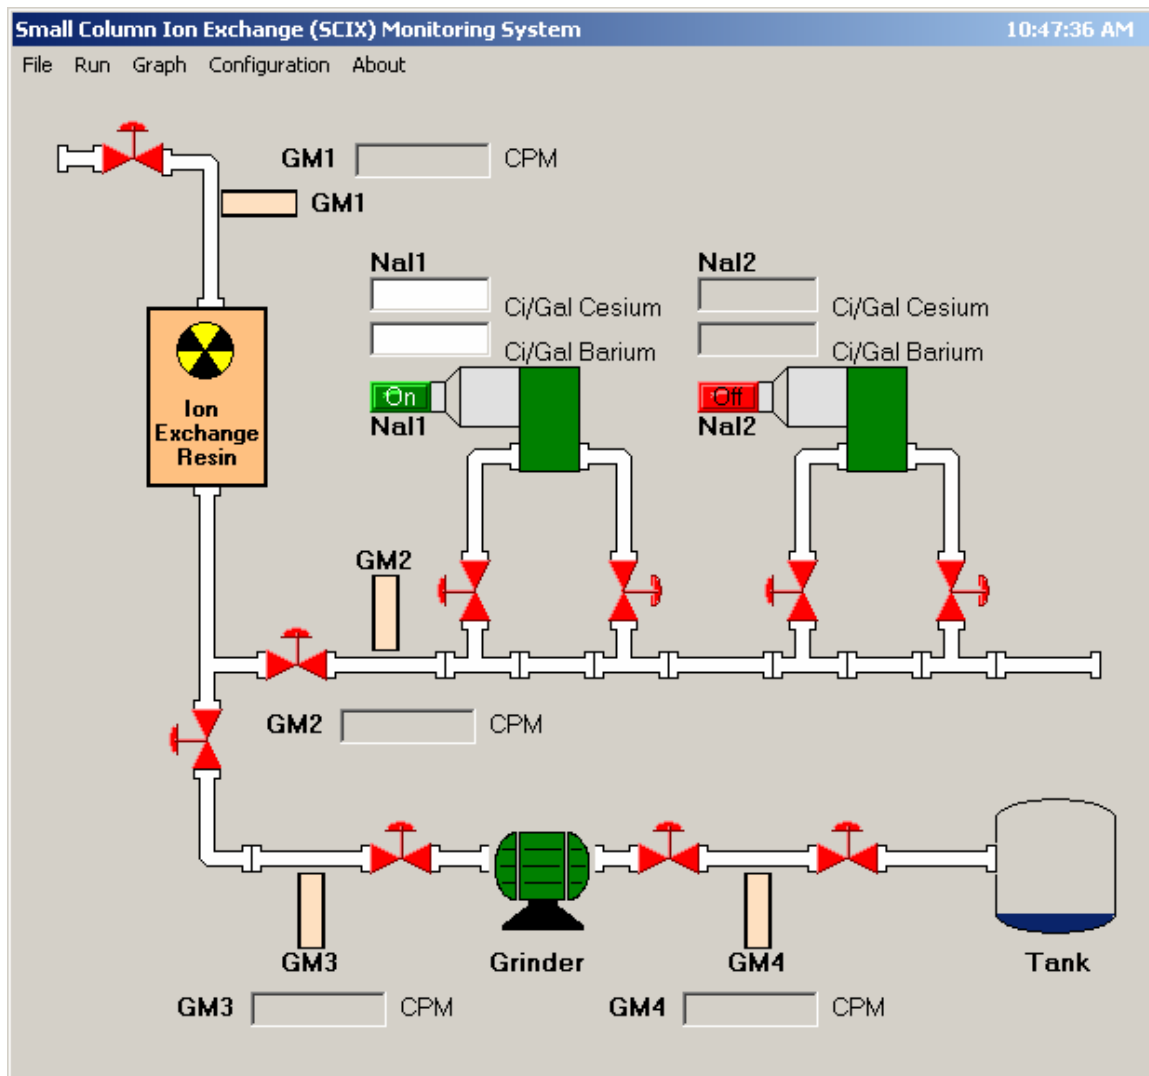 Small Column Ion Exchange (SCIX) Monitoring System 10:47:36 AM
File Run Graph Configuration About
GM1 CPM
GM1
NaI1 NaI2
Ci/Gal Cesium Ci/Gal Cesium
Ci/Gal Barium Ci/Gal Barium
On Off
NaI1 NaI2
Ion
Exchange
Resin
GM2
GM2 CPM
GM3 Grinder GM4 Tank
GM3 CPM GM4 CPM